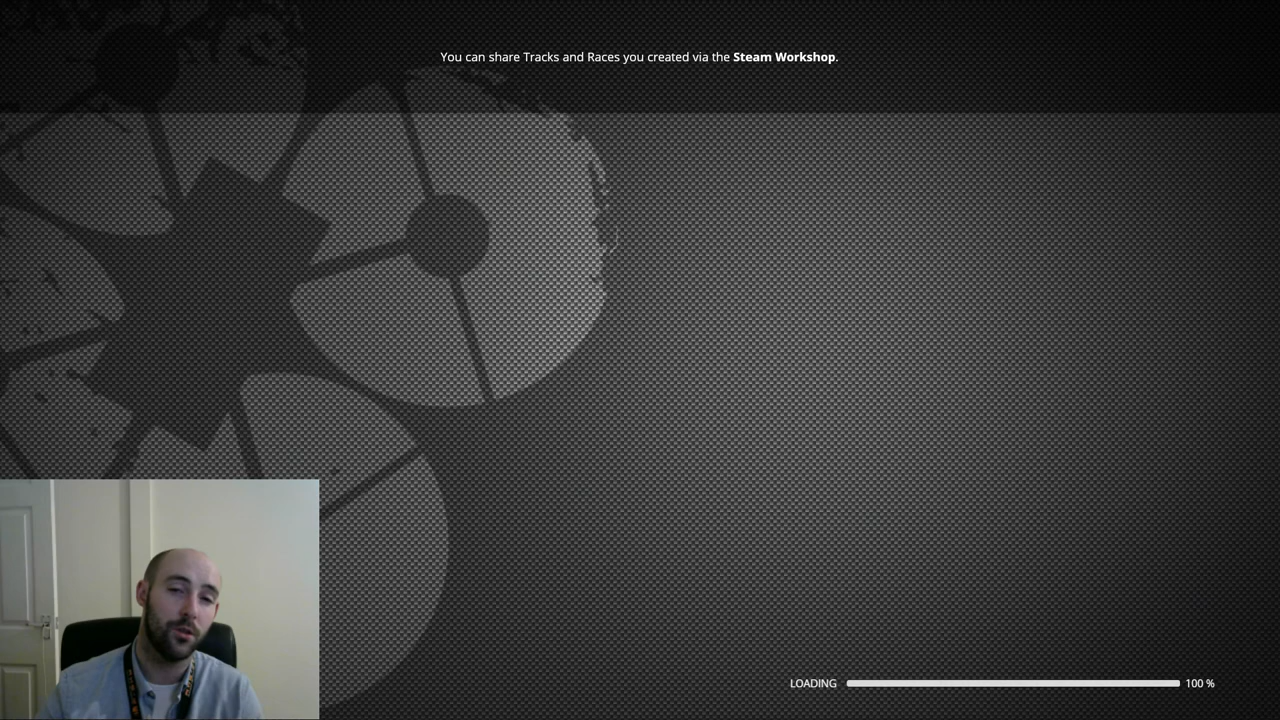 You can share Tracks and Races you created via the Steam Workshop.
LOADING 100 %